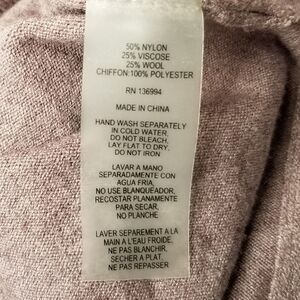 50% NYLON
25% VISCOSE
25% WOOL
CHIFFON:100% POLYESTER
RN 136994
MADE IN CHINA
HAND WASH SEPARATELY
IN COLD WATER,
DO NOT BLEACH,
LAY FLAT TO DRY,
DO NOT IRON
LAVAR A MANO
SEPARADAMENTE CON
AGUA FRIA,
NO USE BLANQUEADOR,
RECOSTAR PLANAMENTE
PARA SECAR,
NO PLANCHE
LAVER SEPAREMENT A LA
MAIN A L'EAU FROIDE,
NE PAS BLANCHIR,
SECHER A PLAT,
NE PAS REPASSER